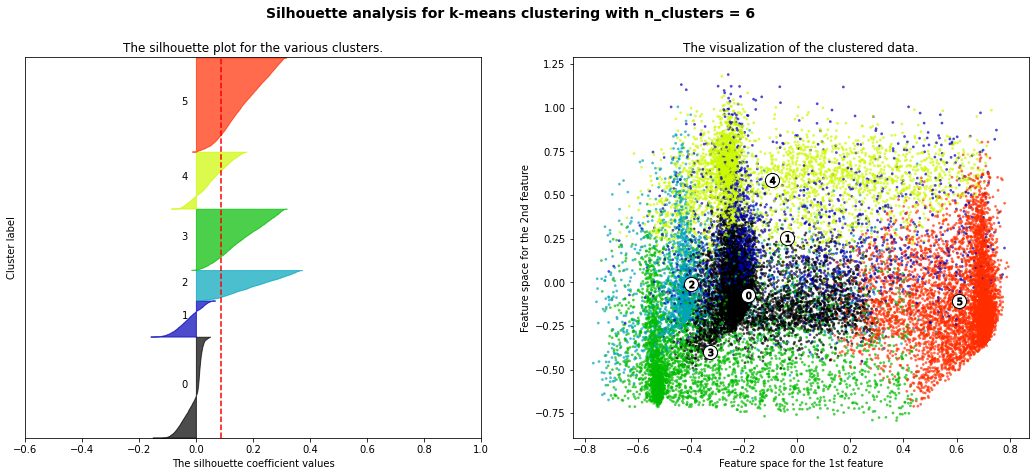 Silhouette analysis for k-means clustering with n_clusters = 6
The silhouette plot for the various clusters.
5
4
3
2
1
0
Cluster label
−0.6 −0.4 −0.2 0.0 0.2 0.4 0.6 0.8 1.0
The silhouette coefficient values
The visualization of the clustered data.
1.25
1.00
0.75
0.50
0.25
0.00
−0.25
−0.50
−0.75
Feature space for the 2nd feature
4
1
2
0
5
3
−0.8 −0.6 −0.4 −0.2 0.0 0.2 0.4 0.6 0.8
Feature space for the 1st feature